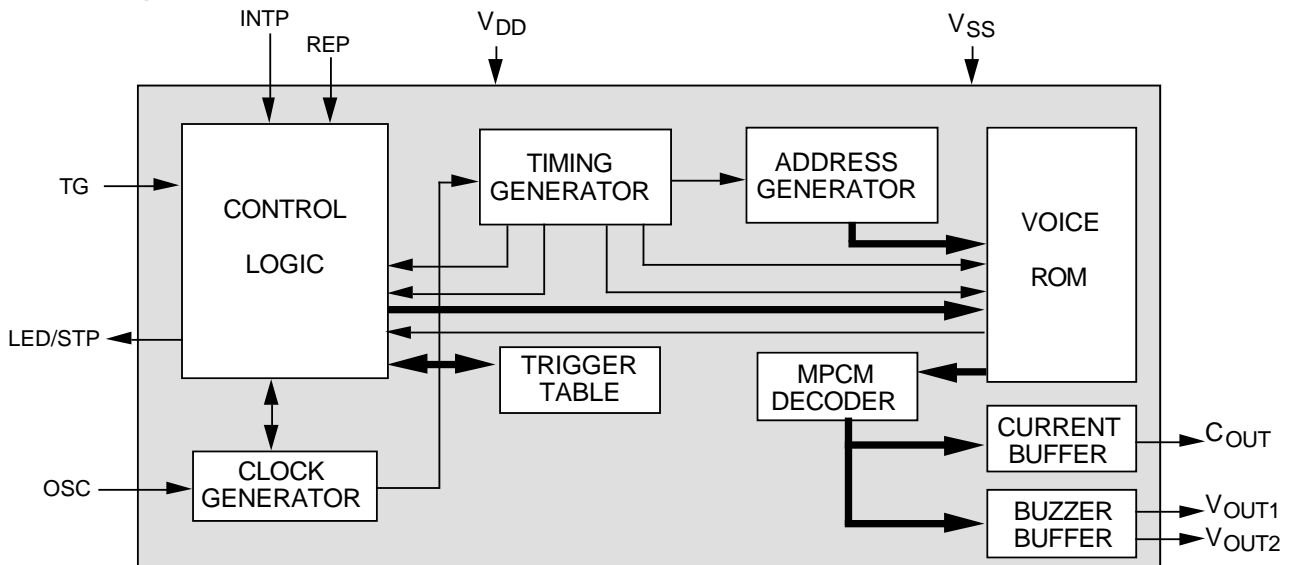 INTP
REP
VDD
VSS
TG
CONTROL
LOGIC
TIMING
GENERATOR
ADDRESS
GENERATOR
VOICE
ROM
LED/STP
TRIGGER
TABLE
MPCM
DECODER
CURRENT
BUFFER
COUT
OSC
CLOCK
GENERATOR
BUZZER
BUFFER
VOUT1
VOUT2